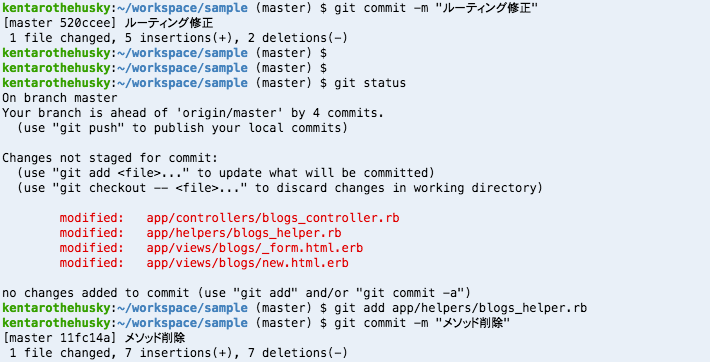 kentarothehusky:~/workspace/sample (master) $ git commit -m "ルーティング修正"
[master 520ccee] ルーティング修正
 1 file changed, 5 insertions(+), 2 deletions(-)
kentarothehusky:~/workspace/sample (master) $
kentarothehusky:~/workspace/sample (master) $
kentarothehusky:~/workspace/sample (master) $ git status
On branch master
Your branch is ahead of 'origin/master' by 4 commits.
  (use "git push" to publish your local commits)

Changes not staged for commit:
  (use "git add <file>..." to update what will be committed)
  (use "git checkout -- <file>..." to discard changes in working directory)

        modified:   app/controllers/blogs_controller.rb
        modified:   app/helpers/blogs_helper.rb
        modified:   app/views/blogs/_form.html.erb
        modified:   app/views/blogs/new.html.erb

no changes added to commit (use "git add" and/or "git commit -a")
kentarothehusky:~/workspace/sample (master) $ git add app/helpers/blogs_helper.rb
kentarothehusky:~/workspace/sample (master) $ git commit -m "メソッド削除"
[master 11fc14a] メソッド削除
 1 file changed, 7 insertions(+), 7 deletions(-)